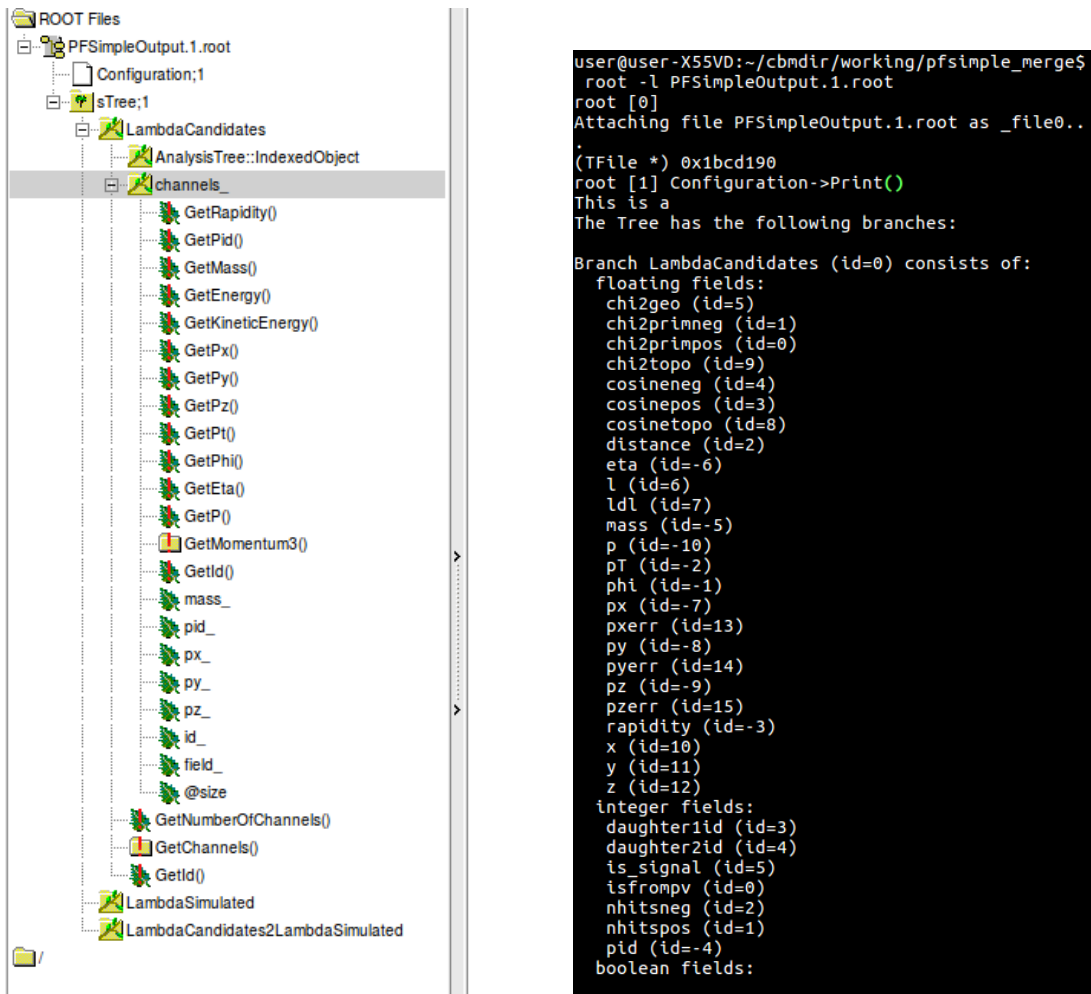 ROOT Files
PFSimpleOutput.1.root
Configuration;1
sTree;1
LambdaCandidates
AnalysisTree::IndexedObject
channels_
GetRapidity()
GetPid()
GetMass()
GetEnergy()
GetKineticEnergy()
GetPx()
GetPy()
GetPz()
GetPt()
GetPhi()
GetEta()
GetP()
GetMomentum3()
GetId()
mass_
pid_
px_
py_
pz_
id_
field_
@size
GetNumberOfChannels()
GetChannels()
GetId()
LambdaSimulated
LambdaCandidates2LambdaSimulated
/
user@user-X55VD:~/cbmdir/working/pfsimple_merge$
root -l PFSimpleOutput.1.root
root [0]
Attaching file PFSimpleOutput.1.root as _file0..
.
(TFile *) 0x1bcd190
root [1] Configuration->Print()
This is a
The Tree has the following branches:
Branch LambdaCandidates (id=0) consists of:
floating fields:
chi2geo (id=5)
chi2primneg (id=1)
chi2primpos (id=0)
chi2topo (id=9)
cosineneg (id=4)
cosinepos (id=3)
cosinetopo (id=8)
distance (id=2)
eta (id=-6)
l (id=6)
ldl (id=7)
mass (id=-5)
p (id=-10)
pT (id=-2)
phi (id=-1)
px (id=-7)
pxerr (id=13)
py (id=-8)
pyerr (id=14)
pz (id=-9)
pzerr (id=15)
rapidity (id=-3)
x (id=10)
y (id=11)
z (id=12)
integer fields:
daughter1id (id=3)
daughter2id (id=4)
is_signal (id=5)
isfrompv (id=0)
nhitsneg (id=2)
nhitspos (id=1)
pid (id=-4)
boolean fields: